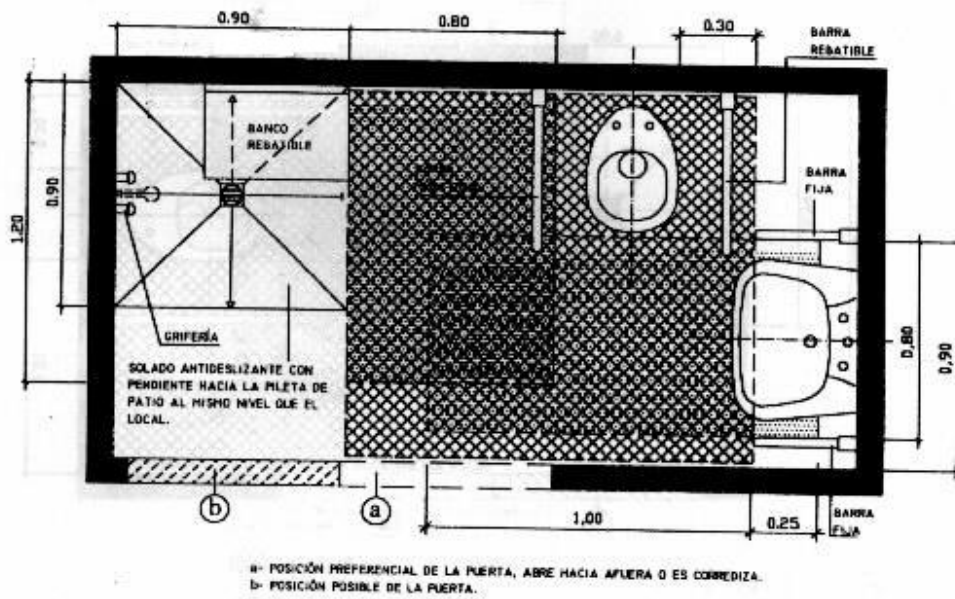 0.90
0.80
0.30
BARRA
REBATIBLE
BANCO
REBATIBLE
BARRA
FIJA
1.20
0.90
GRIFERÍA
SOLADO ANTIDESLIZANTE CON
PENDIENTE HACIA LA PILETA DE
PATIO AL MISMO NIVEL QUE EL
LOCAL.
0,80
0,90
b
a
1,00
0.25
BARRA
FIJA
a- POSICIÓN PREFERENCIAL DE LA PUERTA, ABRE HACIA AFUERA O ES CORREDIZA.
b- POSICIÓN POSIBLE DE LA PUERTA.